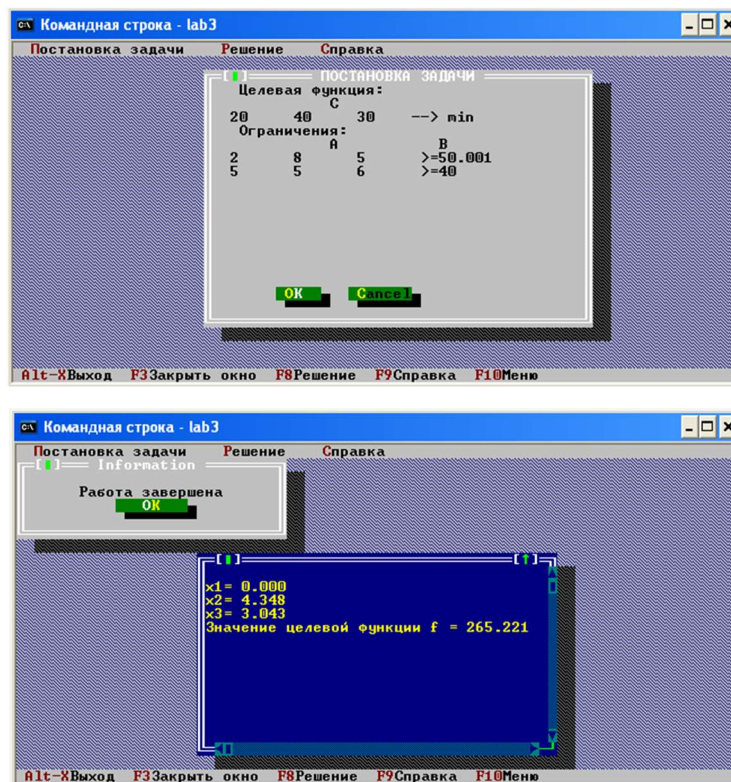 Командная строка - lab3
Постановка задачи Решение Справка
ПОСТАНОВКА ЗАДАЧИ
Целевая функция:
C
20 40 30 --> min
Ограничения:
A B
2 8 5 >=50.001
5 5 6 >=40
OK Cancel
Alt-X Выход F3 Закрыть окно F8 Решение F9 Справка F10 Меню
Командная строка - lab3
Постановка задачи Решение Справка
Information
Работа завершена
OK
x1= 0.000
x2= 4.348
x3= 3.043
Значение целевой функции f = 265.221
Alt-X Выход F3 Закрыть окно F8 Решение F9 Справка F10 Меню